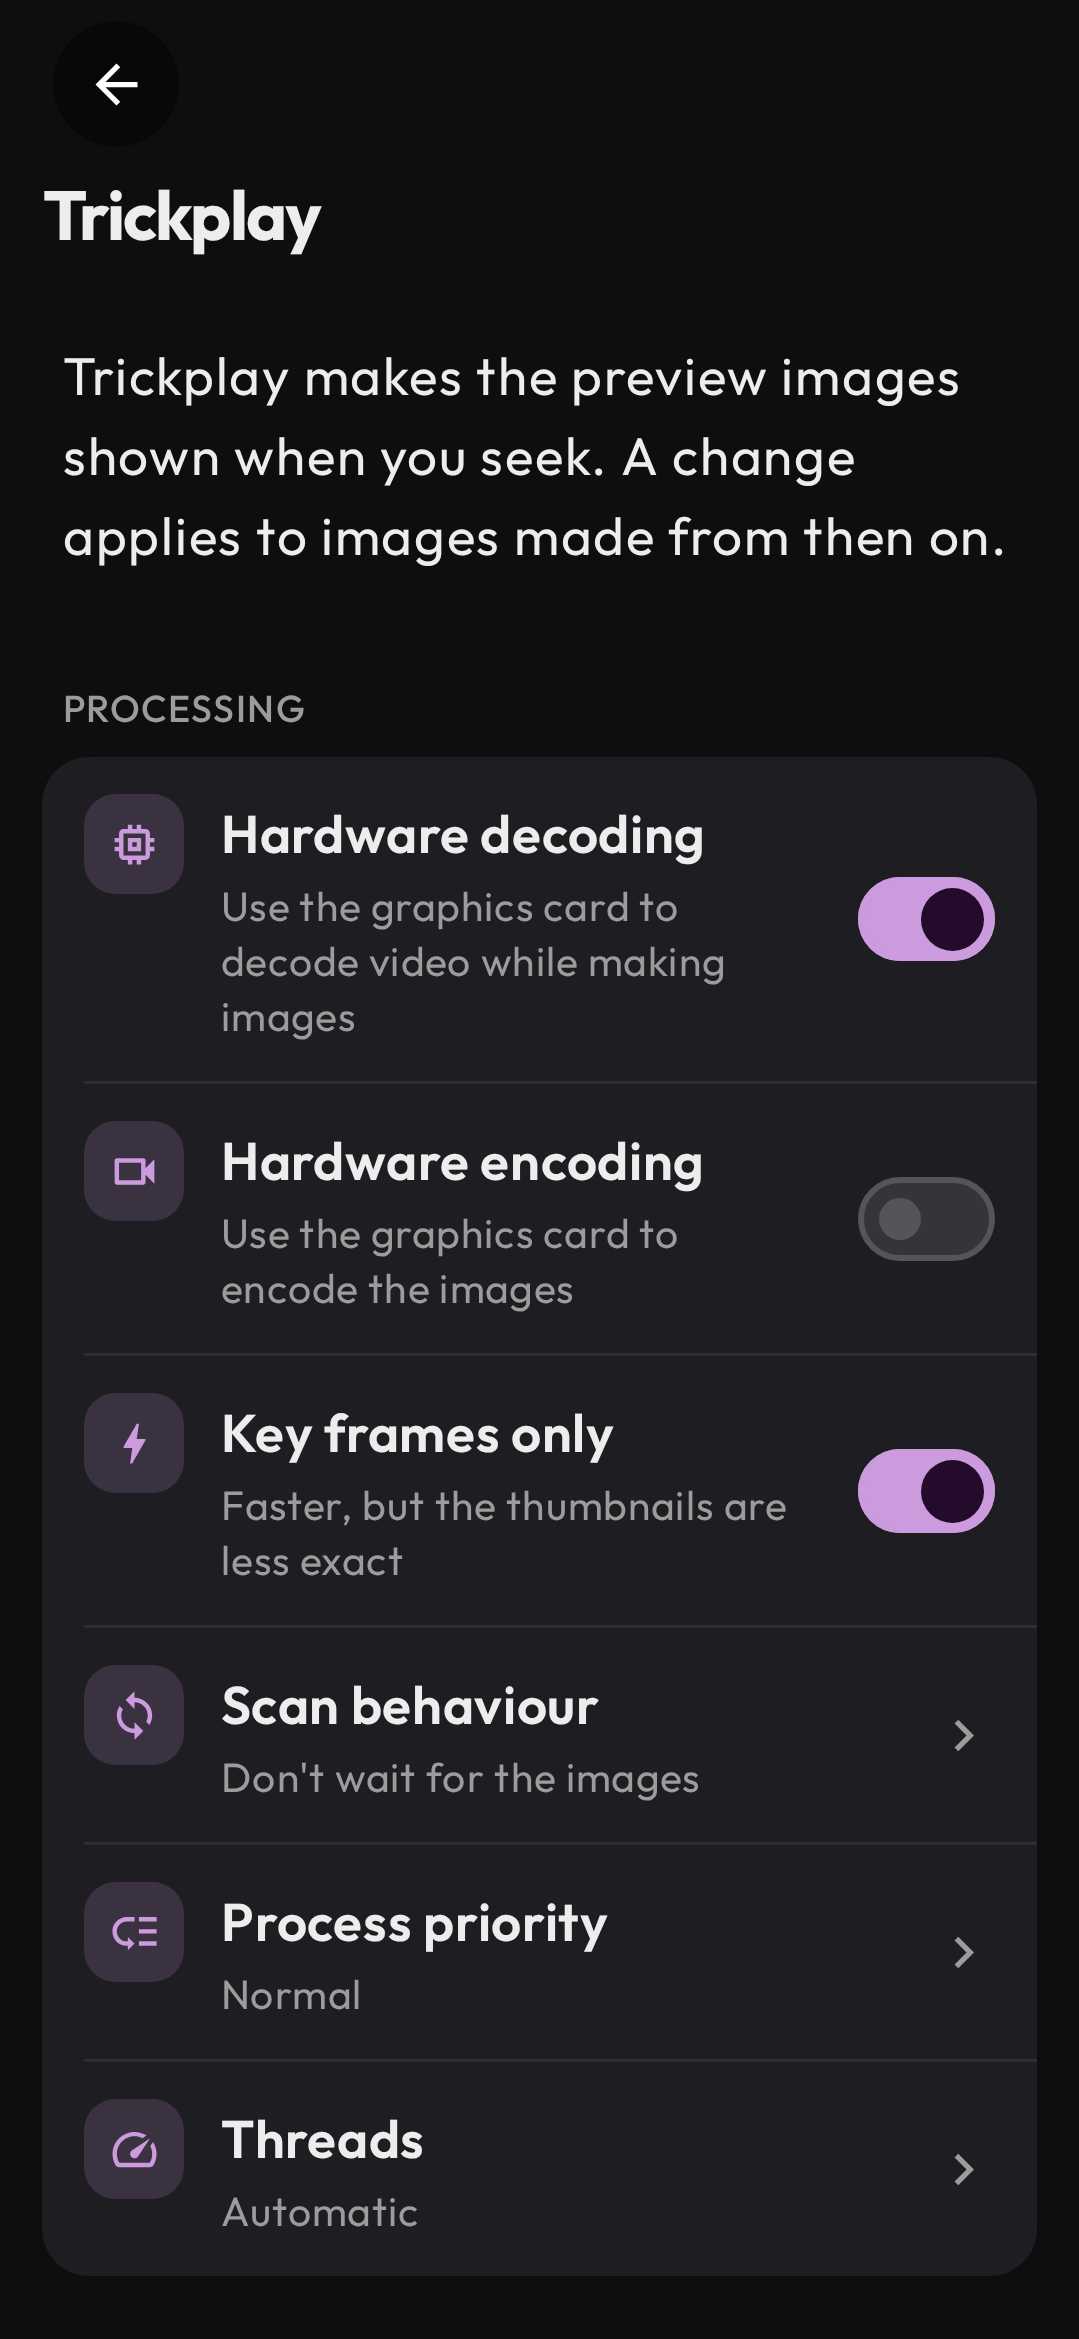 Trickplay
Trickplay makes the preview images
shown when you seek. A change
applies to images made from then on.
PROCESSING
Hardware decoding
Use the graphics card to
decode video while making
images
Hardware encoding
Use the graphics card to
encode the images
Key frames only
Faster, but the thumbnails are
less exact
Scan behaviour
Don't wait for the images
Process priority
Normal
Threads
Automatic